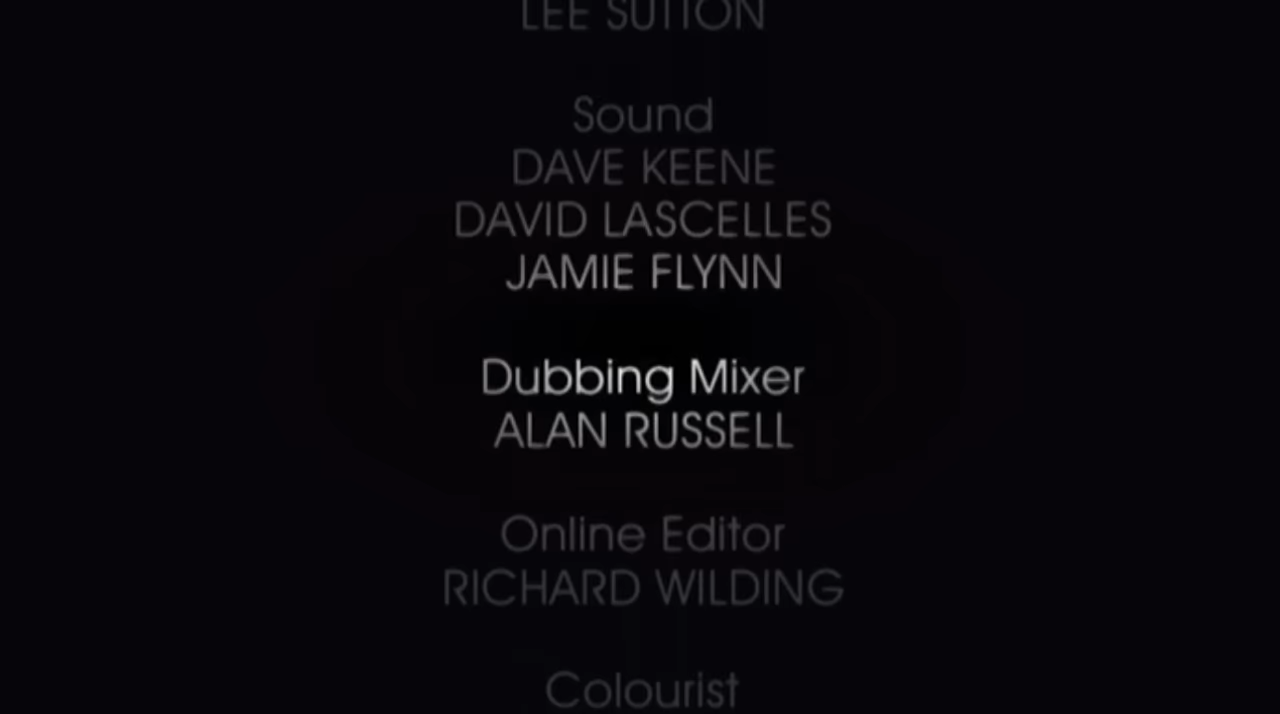 LEE SUTTON
Sound
DAVE KEENE
DAVID LASCELLES
JAMIE FLYNN
Dubbing Mixer
ALAN RUSSELL
Online Editor
RICHARD WILDING
Colourist